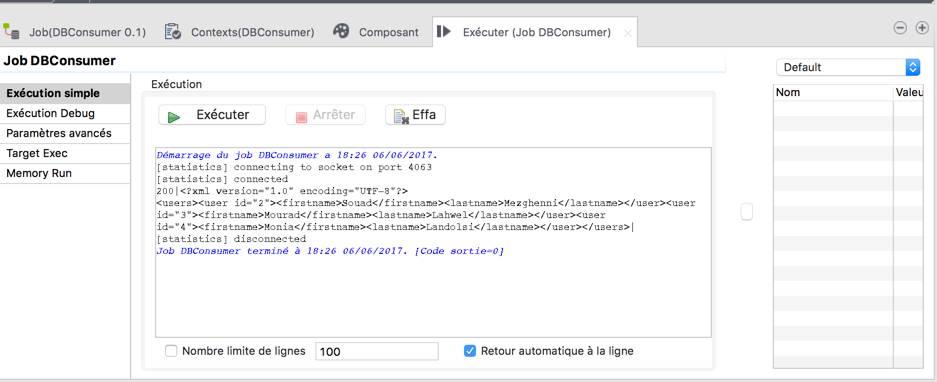 Job(DBConsumer 0.1)
Contexts(DBConsumer)
Composant
Exécuter (Job DBConsumer)
Job DBConsumer
Default
Exécution simple
Exécution Debug
Paramètres avancés
Target Exec
Memory Run
Exécution
Exécuter
Arrêter
Effa
Nom
Valeu
Démarrage du job DBConsumer a 18:26 06/06/2017.
[statistics] connecting to socket on port 4063
[statistics] connected
200|<?xml version="1.0" encoding="UTF-8"?>
<users><user id="2"><firstname>Souad</firstname><lastname>Mezghenni</lastname></user><user
id="3"><firstname>Mourad</firstname><lastname>Lahwel</lastname></user><user
id="4"><firstname>Monia</firstname><lastname>Landolsi</lastname></user></users>|
[statistics] disconnected
Job DBConsumer terminé à 18:26 06/06/2017. [Code sortie=0]
Nombre limite de lignes
100
Retour automatique à la ligne